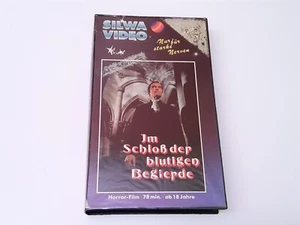 SILWA
VIDEO
Nur für
starke
Nerven
Im
Schloß der
blutigen
Begierde
Horror-Film 78 min. ab 18 Jahre